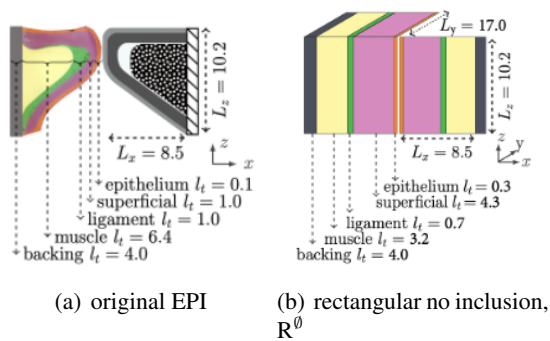 L_z = 10.2
L_x = 8.5
z
x
epithelium l_t = 0.1
superficial l_t = 1.0
ligament l_t = 1.0
muscle l_t = 6.4
backing l_t = 4.0
(a) original EPI
L_y = 17.0
L_z = 10.2
L_x = 8.5
z
y
x
epithelium l_t = 0.3
superficial l_t = 4.3
ligament l_t = 0.7
muscle l_t = 3.2
backing l_t = 4.0
(b) rectangular no inclusion,
R^∅